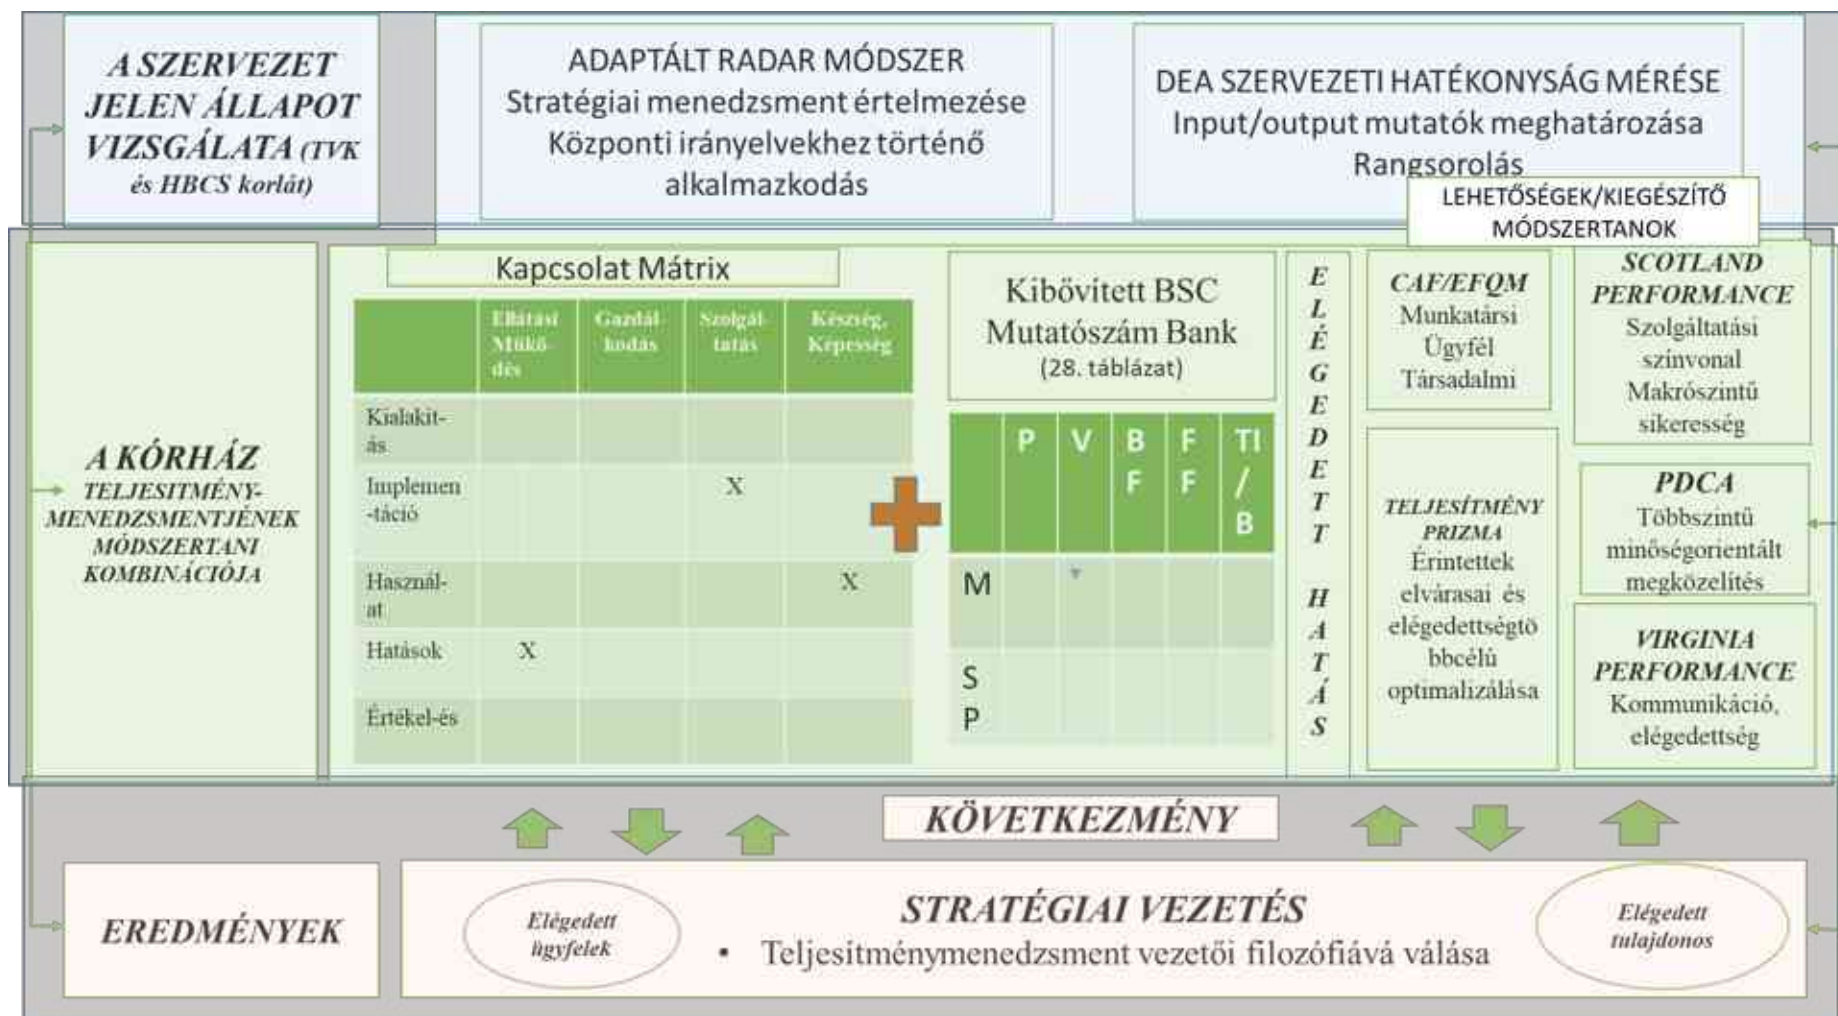 A SZERVEZET
JELEN ÁLLAPOT
VIZSGÁLATA (TVK
és HBCS korlát)
ADAPTÁLT RADAR MÓDSZER
Stratégiai menedzsment értelmezése
Központi irányelvekhez történő
alkalmazkodás
DEA SZERVEZETI HATÉKONYSÁG MÉRÉSE
Input/output mutatók meghatározása
Rangsorolás
LEHETŐSÉGEK/KIEGÉSZÍTŐ
MÓDSZERTANOK
A KÓRHÁZ
TELJESITMÉNY-
MENEDZSMENTJÉNEK
MÓDSZERTANI
KOMBINÁCIÓJA
Kapcsolat Mátrix
Ellátási
Műkö-
dés
Gazdál-
kodás
Szolgál-
tatás
Készség,
Képesség
Kialakít-
ás
Implemen
-táció
X
Használ-
at
X
Hatások
X
Értékel-és
Kibővített BSC
Mutatószám Bank
(28. táblázat)
P V B F TI
F F /
B
M
S
P
E
L
É
G
E
D
E
T
T
H
A
T
Á
S
CAF/EFQM
Munkatársi
Ügyfél
Társadalmi
TELJESÍTMÉNY
PRIZMA
Érintettek
elvárasai és
elégedettségtö
bbcélú
optimalizálása
SCOTLAND
PERFORMANCE
Szolgáltatási
színvonal
Makrószintű
sikeresség
PDCA
Többszintű
minőségorientált
megközelítés
VIRGINIA
PERFORMANCE
Kommunikáció,
elégedettség
KÖVETKEZMÉNY
EREDMÉNYEK
Elégedett
ügyfelek
STRATÉGIAI VEZETÉS
• Teljesítménymenedzsment vezetői filozófiává válása
Elégedett
tulajdonos